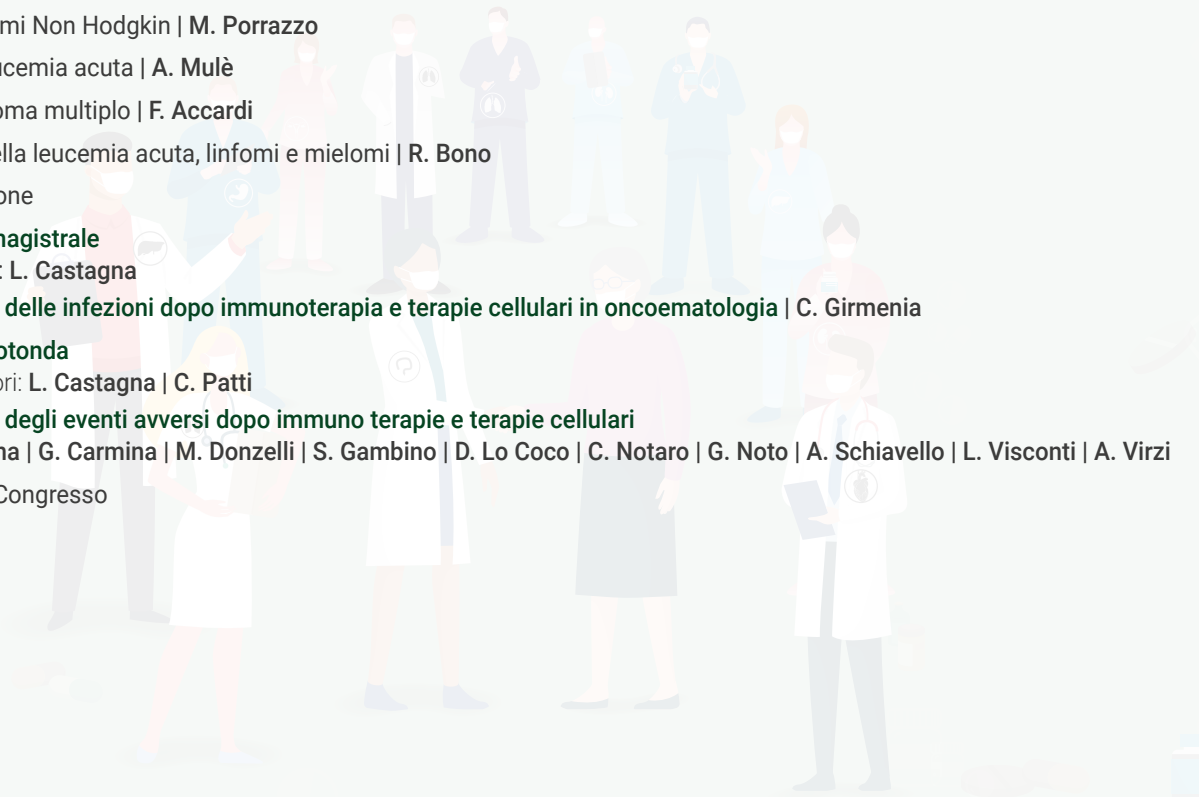 mi Non Hodgkin | M. Porrazzo
ucemia acuta | A. Mulè
oma multiplo | F. Accardi
ella leucemia acuta, linfomi e mielomi | R. Bono
one
magistrale
: L. Castagna
delle infezioni dopo immunoterapia e terapie cellulari in oncoematologia | C. Girmenia
otonda
ori: L. Castagna | C. Patti
degli eventi avversi dopo immuno terapie e terapie cellulari
na | G. Carmina | M. Donzelli | S. Gambino | D. Lo Coco | C. Notaro | G. Noto | A. Schiavello | L. Visconti | A. Virzi
Congresso